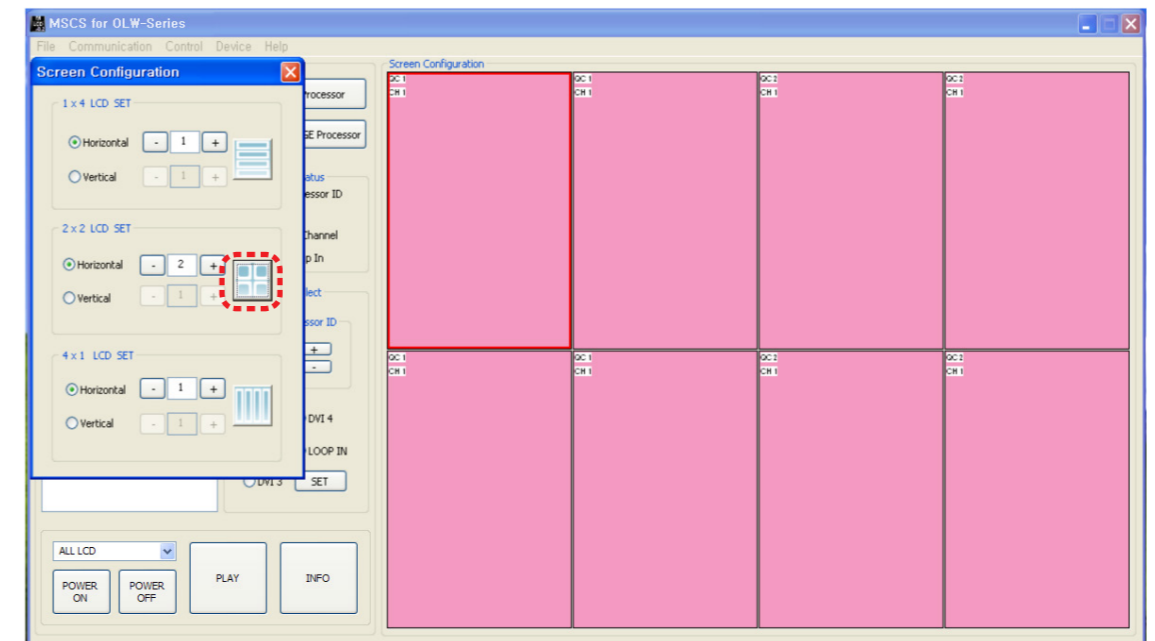 MSCS for OLW-Series
File Communication Control Device Help
Screen Configuration
1 x 4 LCD SET
Horizontal - 1 +
Vertical - 1 +
2 x 2 LCD SET
Horizontal - 2 +
Vertical - 1 +
4 x 1 LCD SET
Horizontal - 1 +
Vertical - 1 +
Processor
SE Processor
atus
essor ID
Channel
p In
lect
ssor ID
+
-
DVI 4
LOOP IN
DVI 3 SET
ALL LCD
POWER ON
POWER OFF
PLAY
INFO
Screen Configuration
QC 1 QC 1 QC 2 QC 2
CH 1 CH 1 CH 1 CH 1
QC 1 QC 1 QC 2 QC 2
CH 1 CH 1 CH 1 CH 1